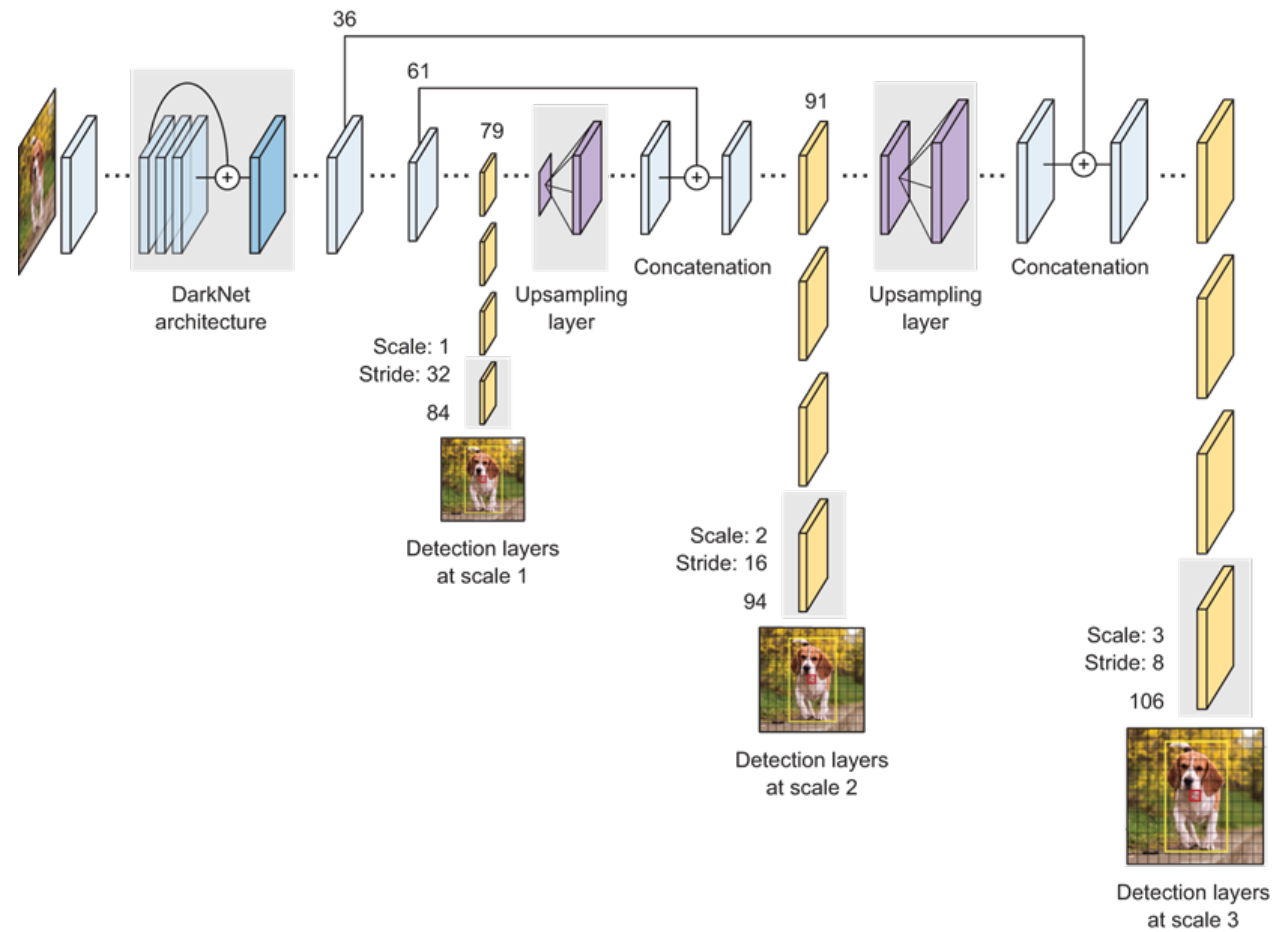 36
61
79
91
DarkNet
architecture
Upsampling
layer
Concatenation
Upsampling
layer
Concatenation
Scale: 1
Stride: 32
84
Detection layers
at scale 1
Scale: 2
Stride: 16
94
Detection layers
at scale 2
Scale: 3
Stride: 8
106
Detection layers
at scale 3